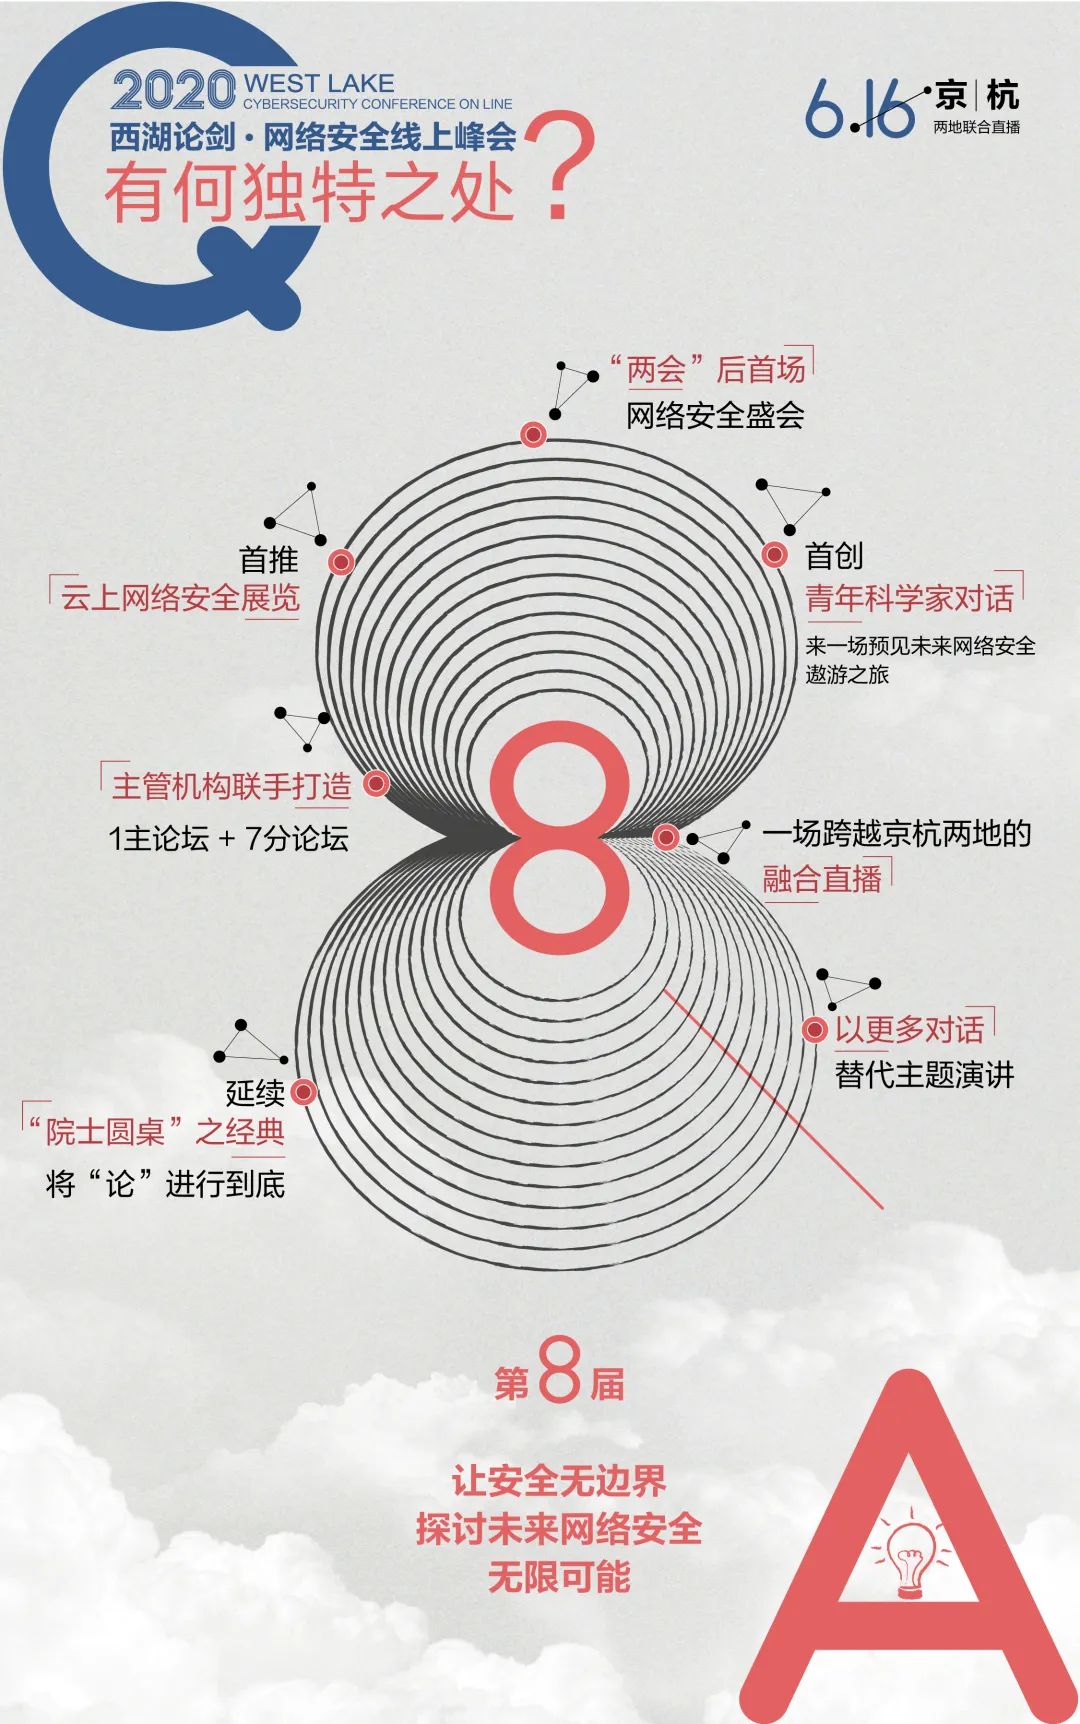 Q
2020 WEST LAKE
CYBERSECURITY CONFERENCE ON LINE
西湖论剑·网络安全线上峰会
有何独特之处?
6.16 京|杭
两地联合直播
“两会”后首场
网络安全盛会
首推
云上网络安全展览
首创
青年科学家对话
来一场预见未来网络安全
遨游之旅
主管机构联手打造
1主论坛 + 7分论坛
8
一场跨越京杭两地的
融合直播
以更多对话
替代主题演讲
延续
“院士圆桌”之经典
将“论”进行到底
第8届
让安全无边界
探讨未来网络安全
无限可能
A